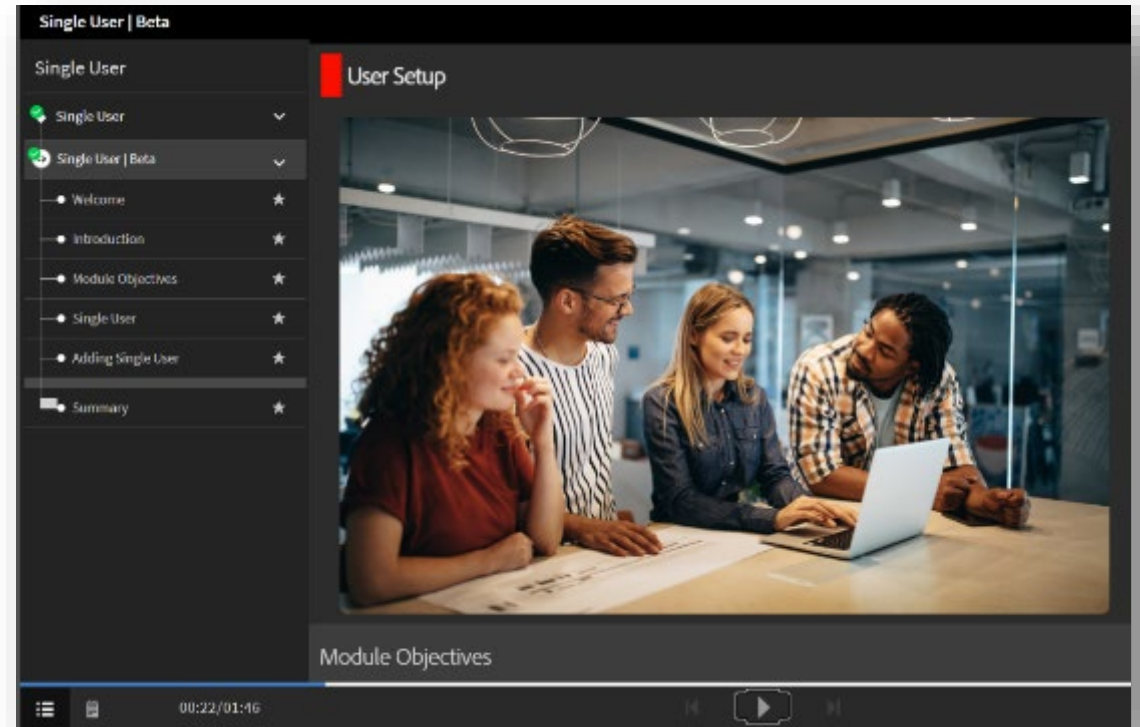 Single User | Beta
Single User
Single User
Single User | Beta
Welcome
Introduction
Module Objectives
Single User
Adding Single User
Summary
User Setup
Module Objectives
00:22/01:46